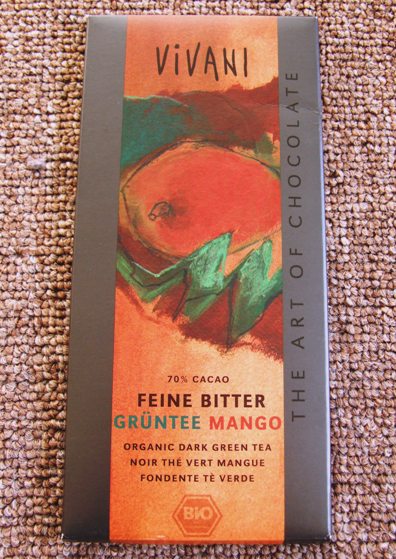 ViVANI
THE ART OF CHOCOLATE
70% CACAO
FEINE BITTER
GRÜNTEE MANGO
ORGANIC DARK GREEN TEA
NOIR THÉ VERT MANGUE
FONDENTE TÈ VERDE
BIO